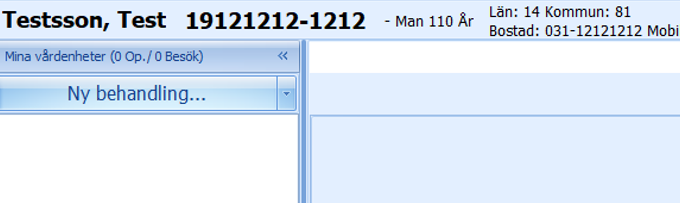 Testsson, Test 19121212-1212 - Man 110 År Län: 14 Kommun: 81
Bostad: 031-12121212 Mobi
Mina vårdenheter (0 Op./ 0 Besök) «
Ny behandling...